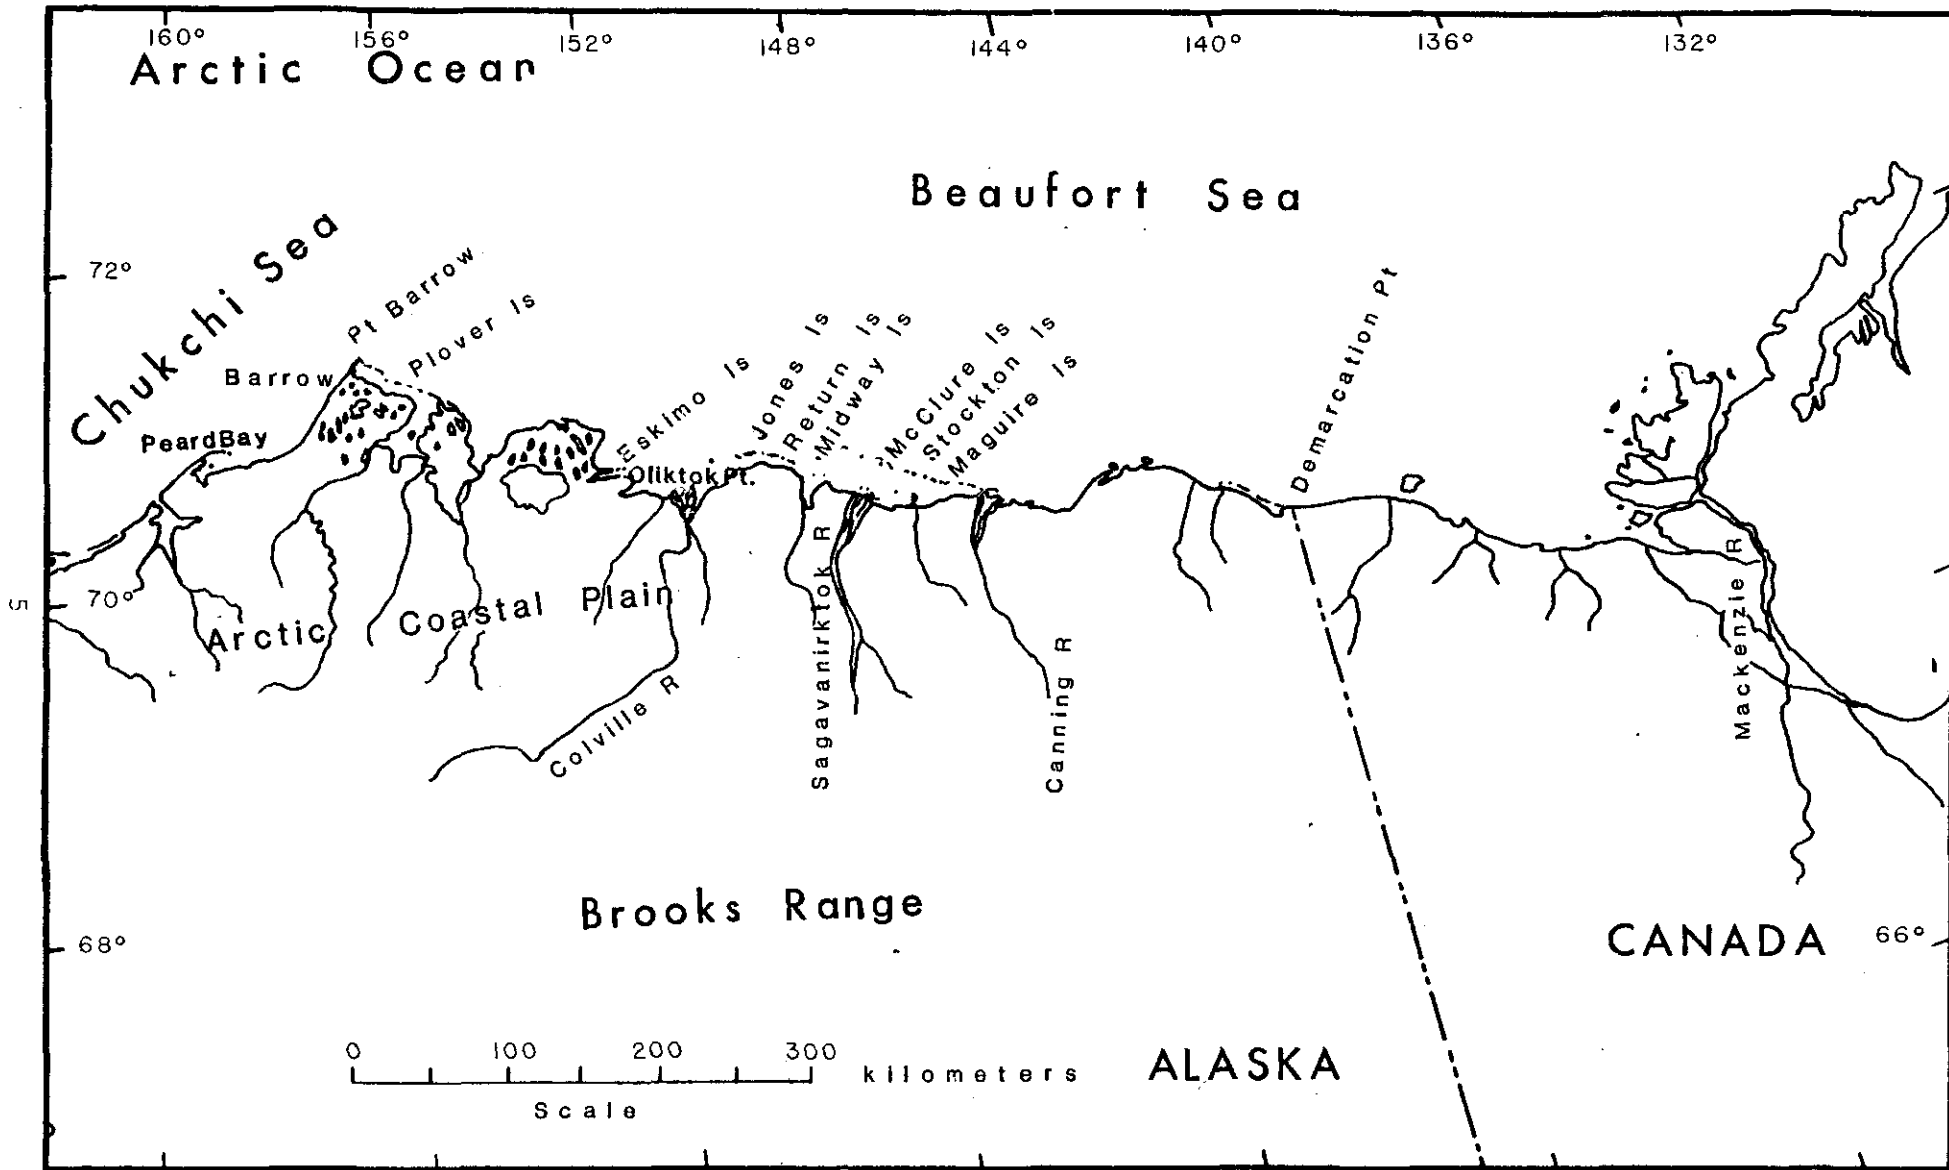 160° 156° 152° 148° 144° 140° 136° 132°
Arctic Ocean
Beaufort Sea
Chukchi Sea
72°
Pt Barrow
Plover Is
Barrow
Peard Bay
Eskimo Is
Oliktok Pt.
Jones Is
Return Is
Midway Is
McClure Is
Stockton Is
Maguire Is
Demarcation Pt
5
70°
Arctic Coastal Plain
Colville R
Sagavanirktok R
Canning R
Mackenzie R
Brooks Range
68°
CANADA 66°
0 100 200 300
kilometers
Scale
ALASKA